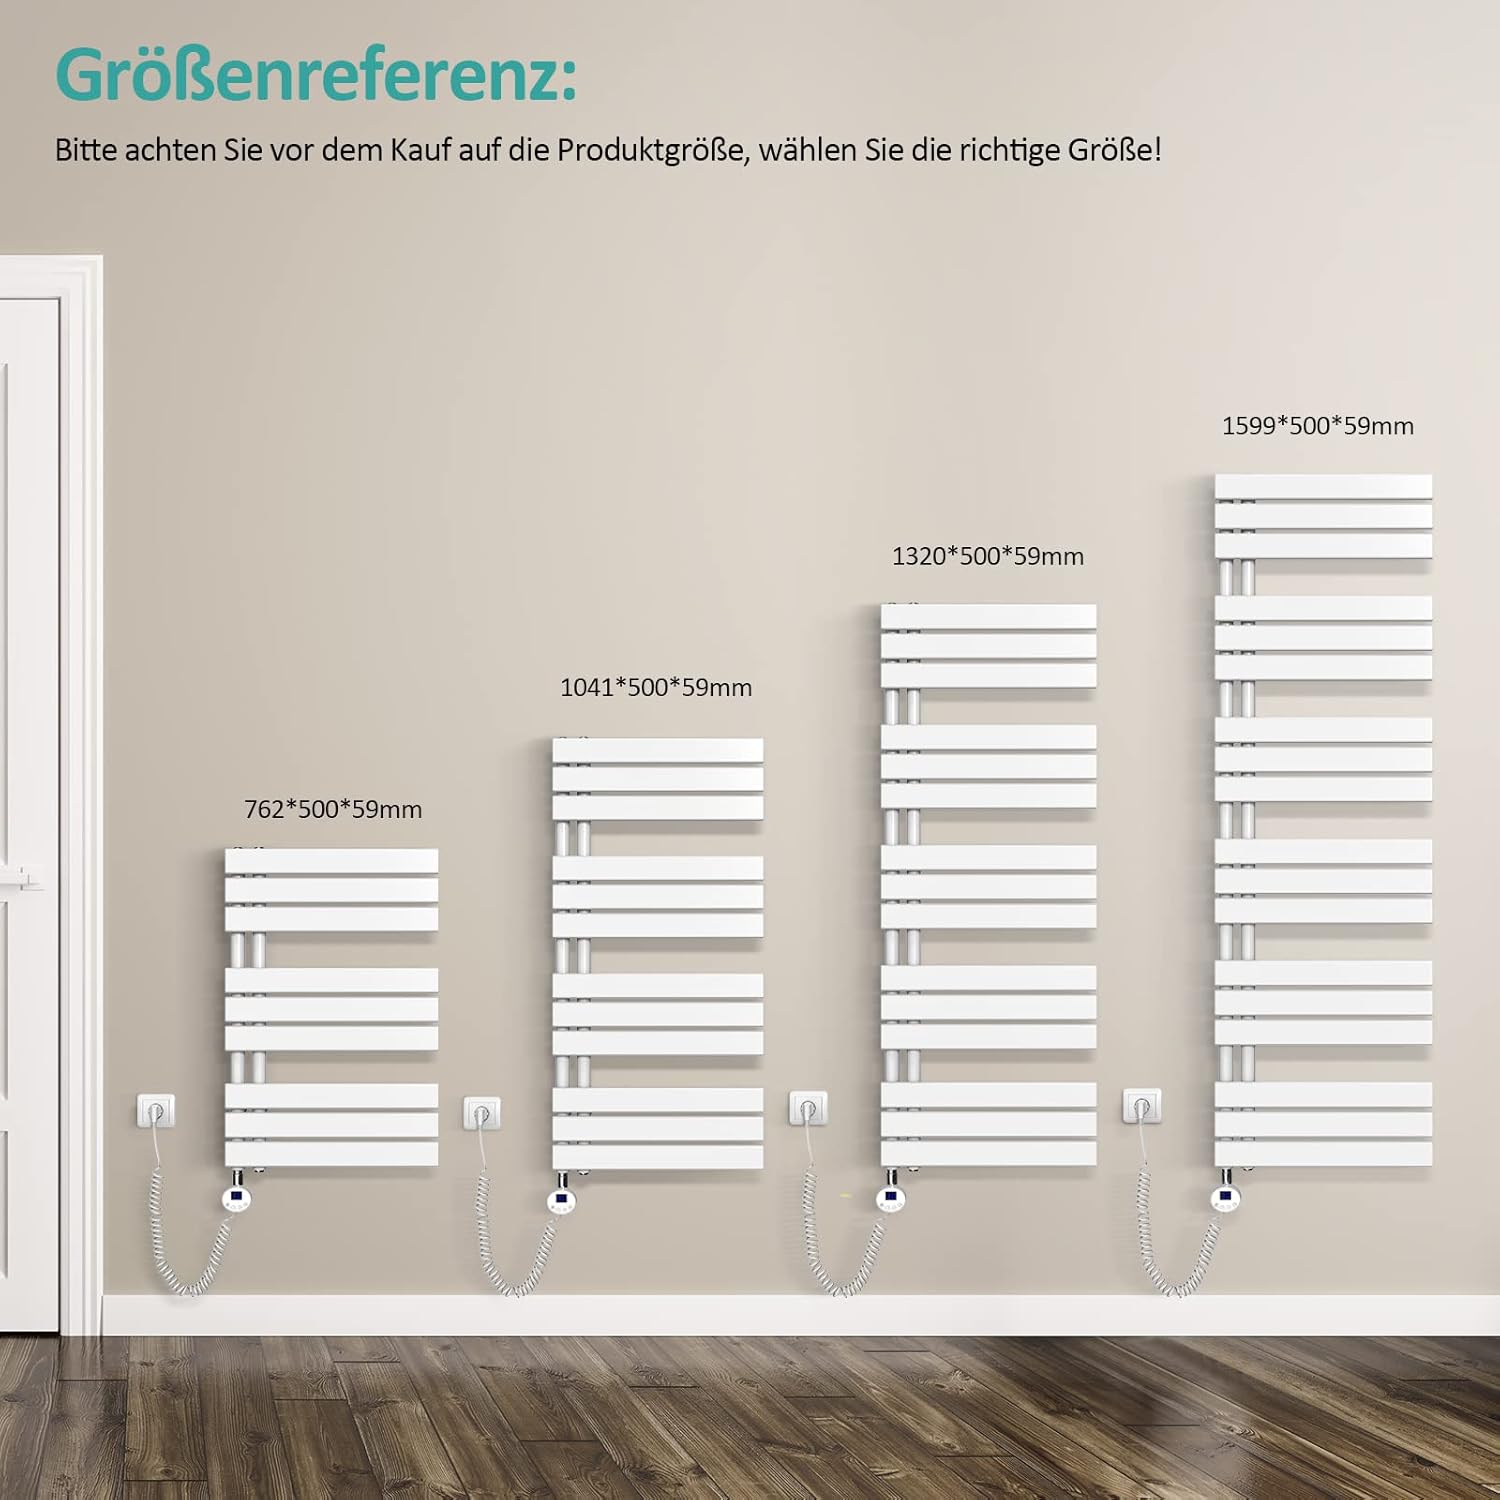 Größenreferenz:
Bitte achten Sie vor dem Kauf auf die Produktgröße, wählen Sie die richtige Größe!
1599*500*59mm
1320*500*59mm
1041*500*59mm
762*500*59mm